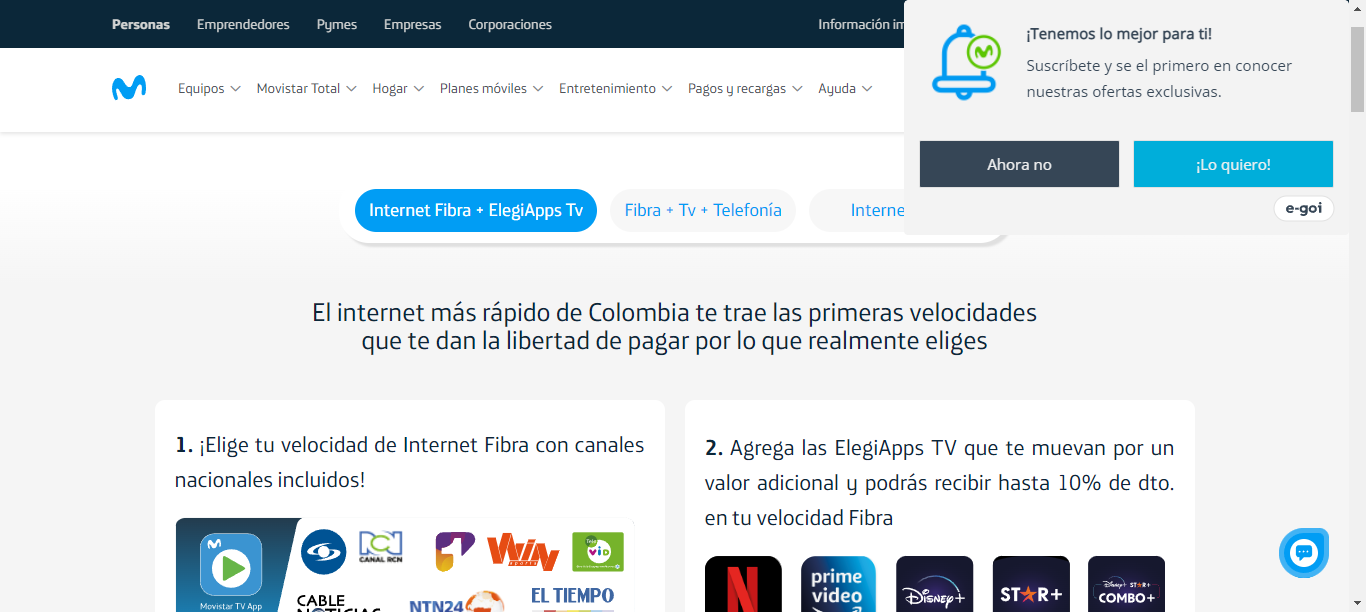 Personas Emprendedores Pymes Empresas Corporaciones Información im
¡Tenemos lo mejor para ti!
Suscríbete y se el primero en conocer
nuestras ofertas exclusivas.
Ahora no ¡Lo quiero!
e-goi
Equipos Movistar Total Hogar Planes móviles Entretenimiento Pagos y recargas Ayuda
Internet Fibra + ElegiApps Tv Fibra + Tv + Telefonía Interne
El internet más rápido de Colombia te trae las primeras velocidades
que te dan la libertad de pagar por lo que realmente eliges
1. ¡Elige tu velocidad de Internet Fibra con canales
nacionales incluidos!
Movistar TV App
CANAL RCN
1
Win
sports
Tele
VID
CABLE
NOTICIAS
NTN24
EL TIEMPO
2. Agrega las ElegiApps TV que te muevan por un
valor adicional y podrás recibir hasta 10% de dto.
en tu velocidad Fibra
N
prime
video
Disney+
STAR+
Disney+ STAR+
COMBO+